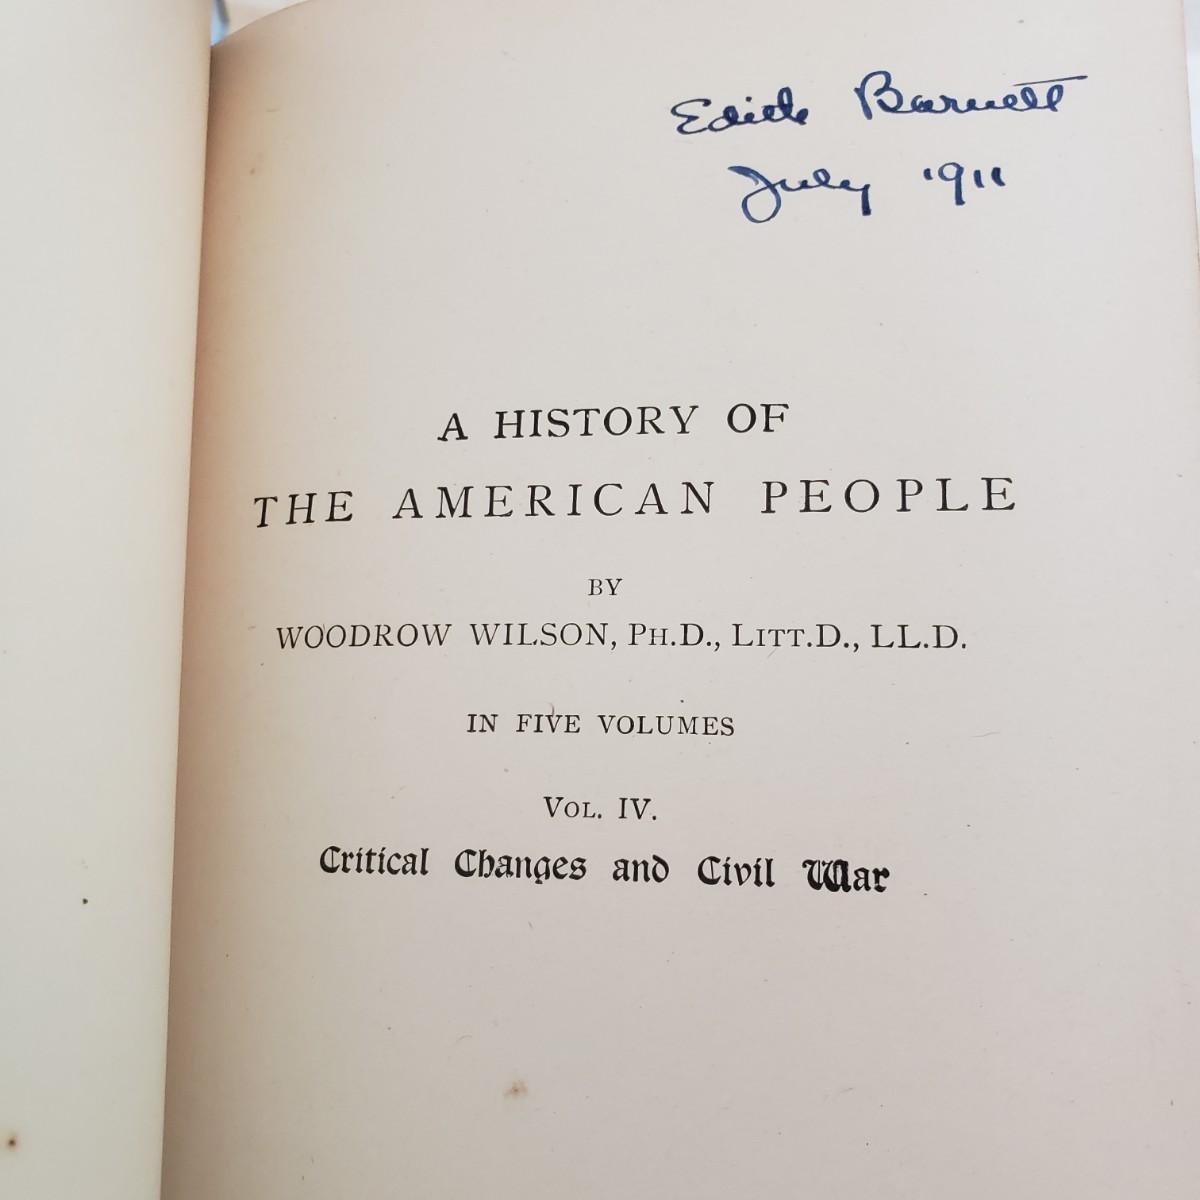 Edith Barnett
July 1911
A HISTORY OF
THE AMERICAN PEOPLE
BY
WOODROW WILSON, PH.D., LITT.D., LL.D.
IN FIVE VOLUMES
VOL. IV.
Critical Changes and Civil War